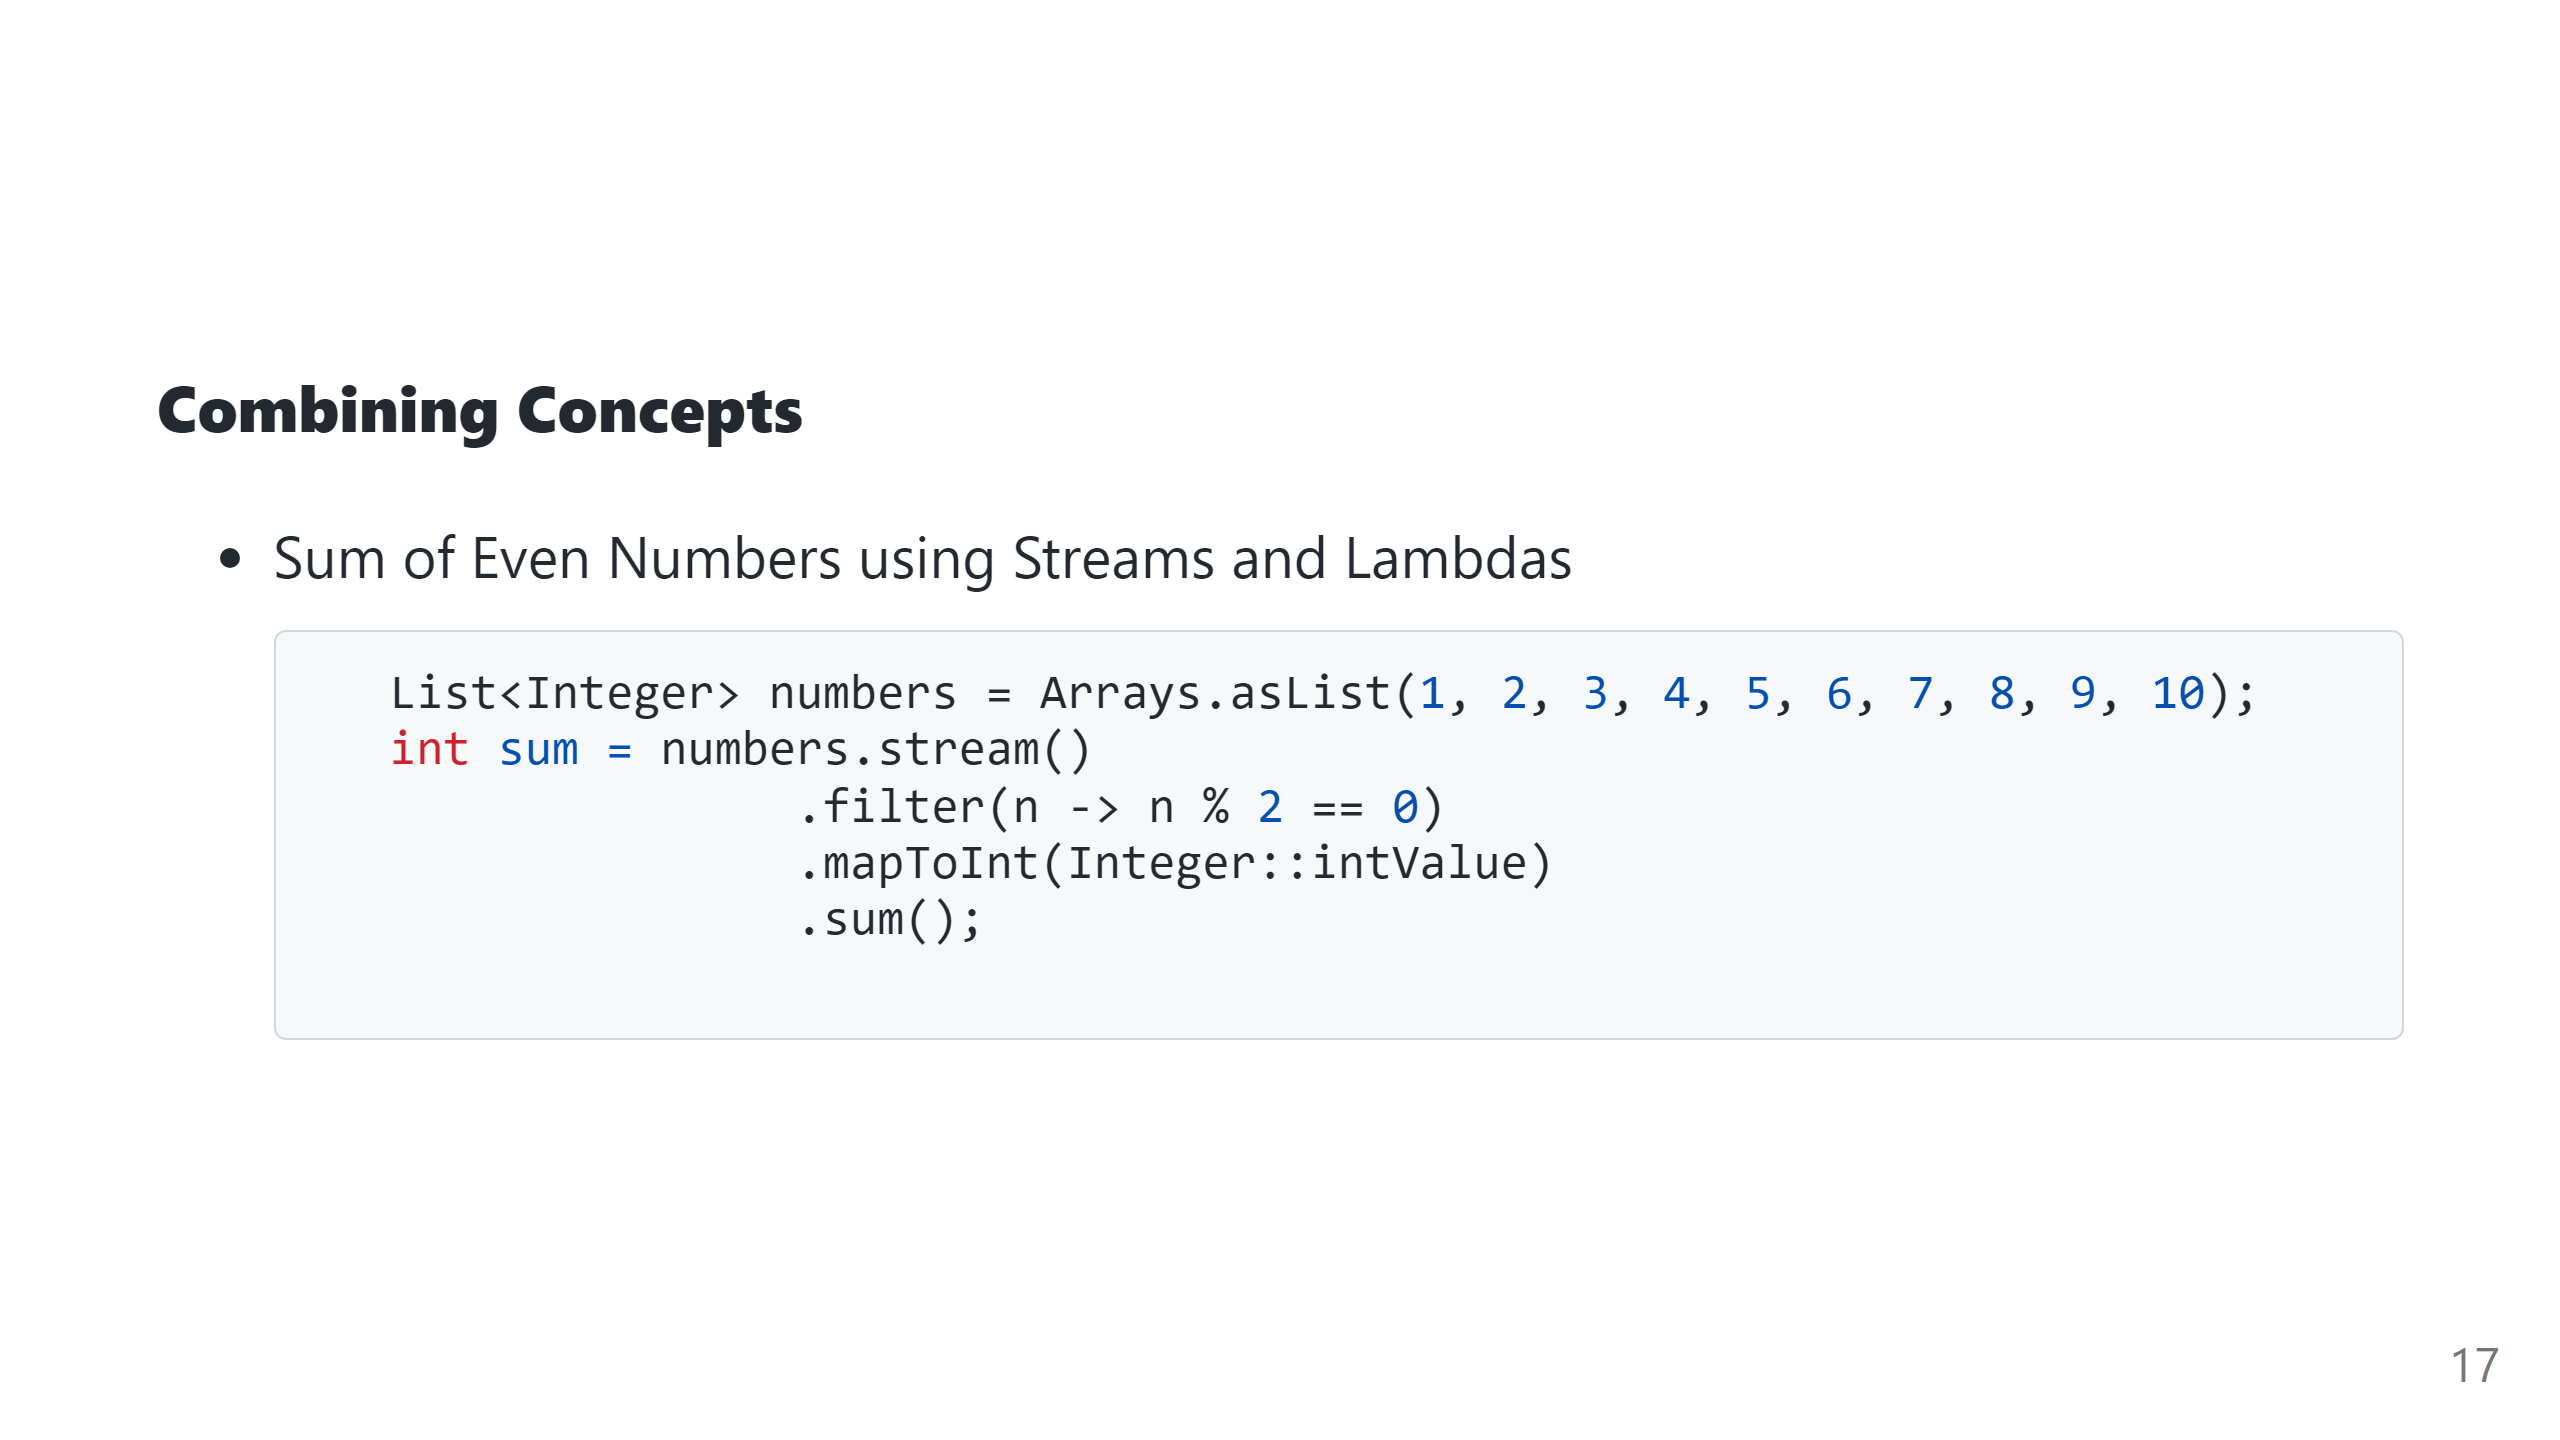 Combining Concepts
• Sum of Even Numbers using Streams and Lambdas
List<Integer> numbers = Arrays.asList(1, 2, 3, 4, 5, 6, 7, 8, 9, 10);
int sum = numbers.stream()
.filter(n -> n % 2 == 0)
.mapToInt(Integer::intValue)
.sum();
17